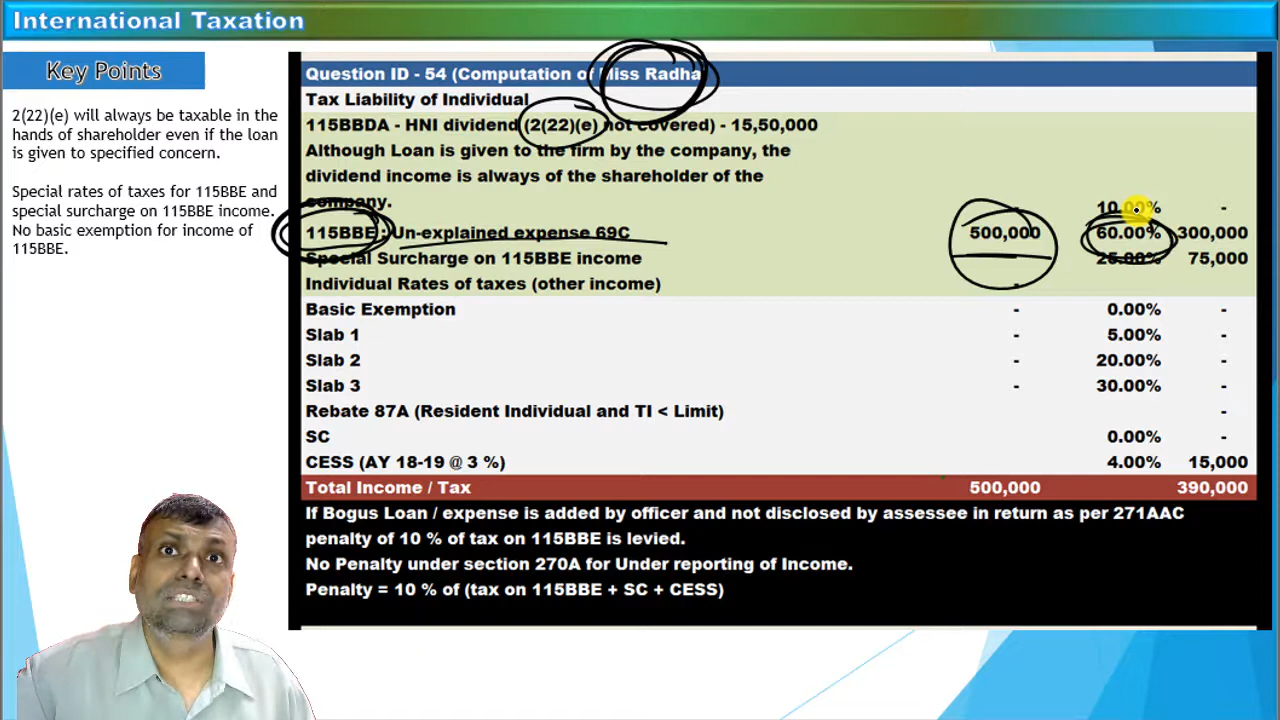 International Taxation
Key Points
2(22)(e) will always be taxable in the
hands of shareholder even if the loan
is given to specified concern.
Special rates of taxes for 115BBE and
special surcharge on 115BBE income.
No basic exemption for income of
115BBE.
Question ID - 54 (Computation of Miss Radha)
Tax Liability of Individual
115BBDA - HNI dividend (2(22)(e) not covered) - 15,50,000
Although Loan is given to the firm by the company, the
dividend income is always of the shareholder of the
company. - 10.00% -
115BBE : Un-explained expense 69C 500,000 60.00% 300,000
Special Surcharge on 115BBE income 25.00% 75,000
Individual Rates of taxes (other income) -
Basic Exemption - 0.00% -
Slab 1 - 5.00% -
Slab 2 - 20.00% -
Slab 3 - 30.00% -
Rebate 87A (Resident Individual and TI < Limit) -
SC 0.00% -
CESS (AY 18-19 @ 3 %) 4.00% 15,000
Total Income / Tax 500,000 390,000
If Bogus Loan / expense is added by officer and not disclosed by assessee in return as per 271AAC
penalty of 10 % of tax on 115BBE is levied.
No Penalty under section 270A for Under reporting of Income.
Penalty = 10 % of (tax on 115BBE + SC + CESS)